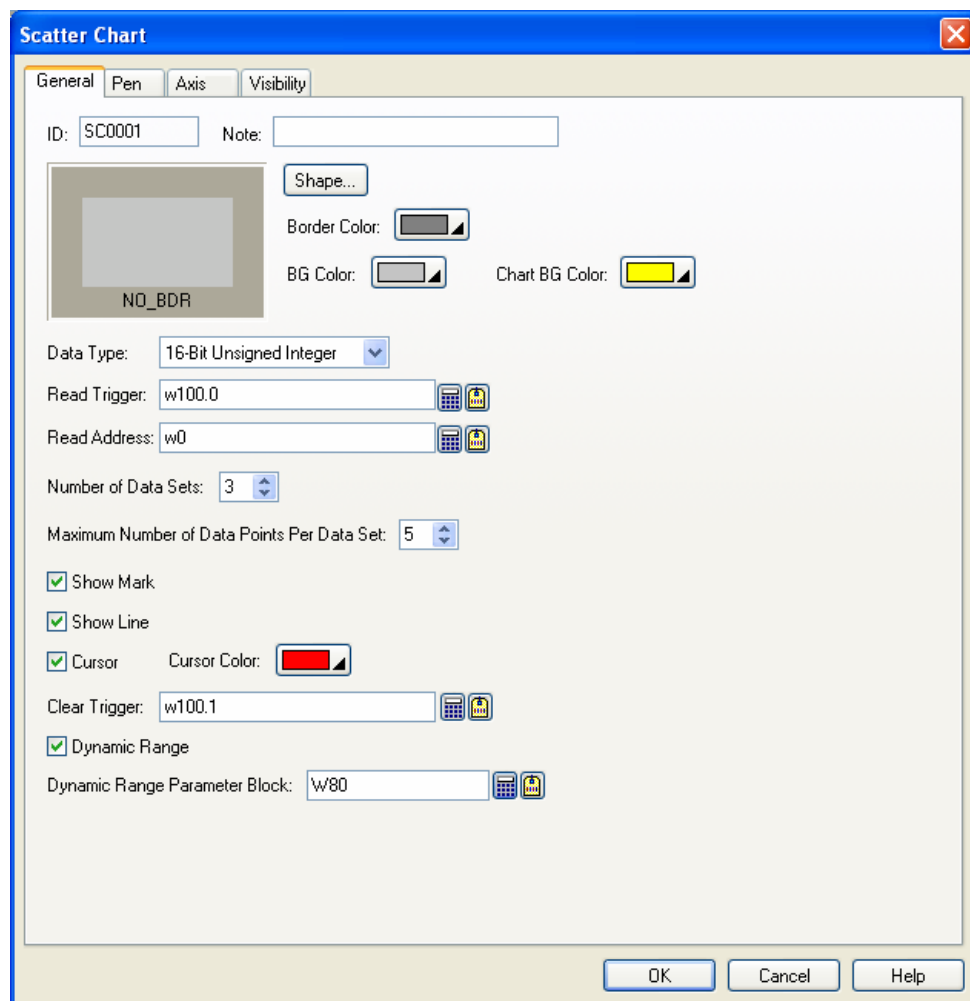 Scatter Chart
General Pen Axis Visibility
ID: SC0001 Note:
Shape...
Border Color:
BG Color: Chart BG Color:
NO_BDR
Data Type: 16-Bit Unsigned Integer
Read Trigger: w100.0
Read Address: w0
Number of Data Sets: 3
Maximum Number of Data Points Per Data Set: 5
Show Mark
Show Line
Cursor Cursor Color:
Clear Trigger: w100.1
Dynamic Range
Dynamic Range Parameter Block: W80
OK Cancel Help